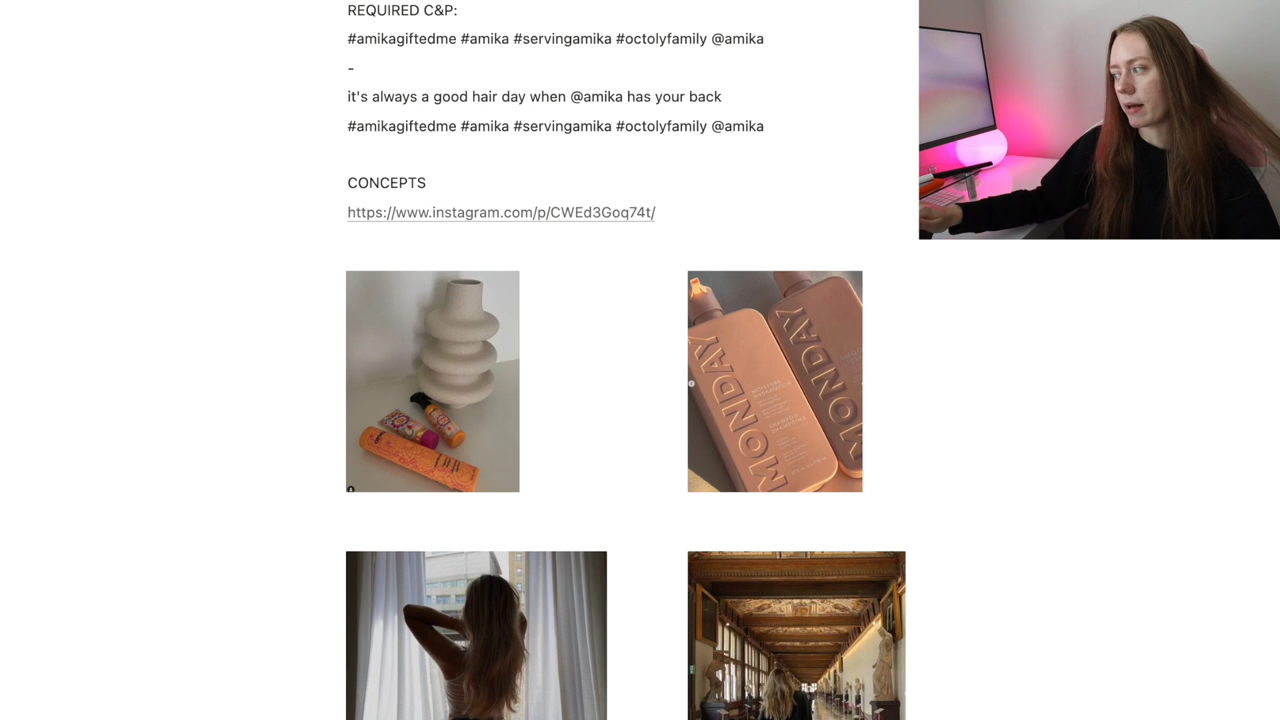 REQUIRED C&P:
#amikagiftedme #amika #servingamika #octolyfamily @amika
-
it's always a good hair day when @amika has your back
#amikagiftedme #amika #servingamika #octolyfamily @amika
CONCEPTS
https://www.instagram.com/p/CWEd3Goq74t/
MONDAY
MONDAY